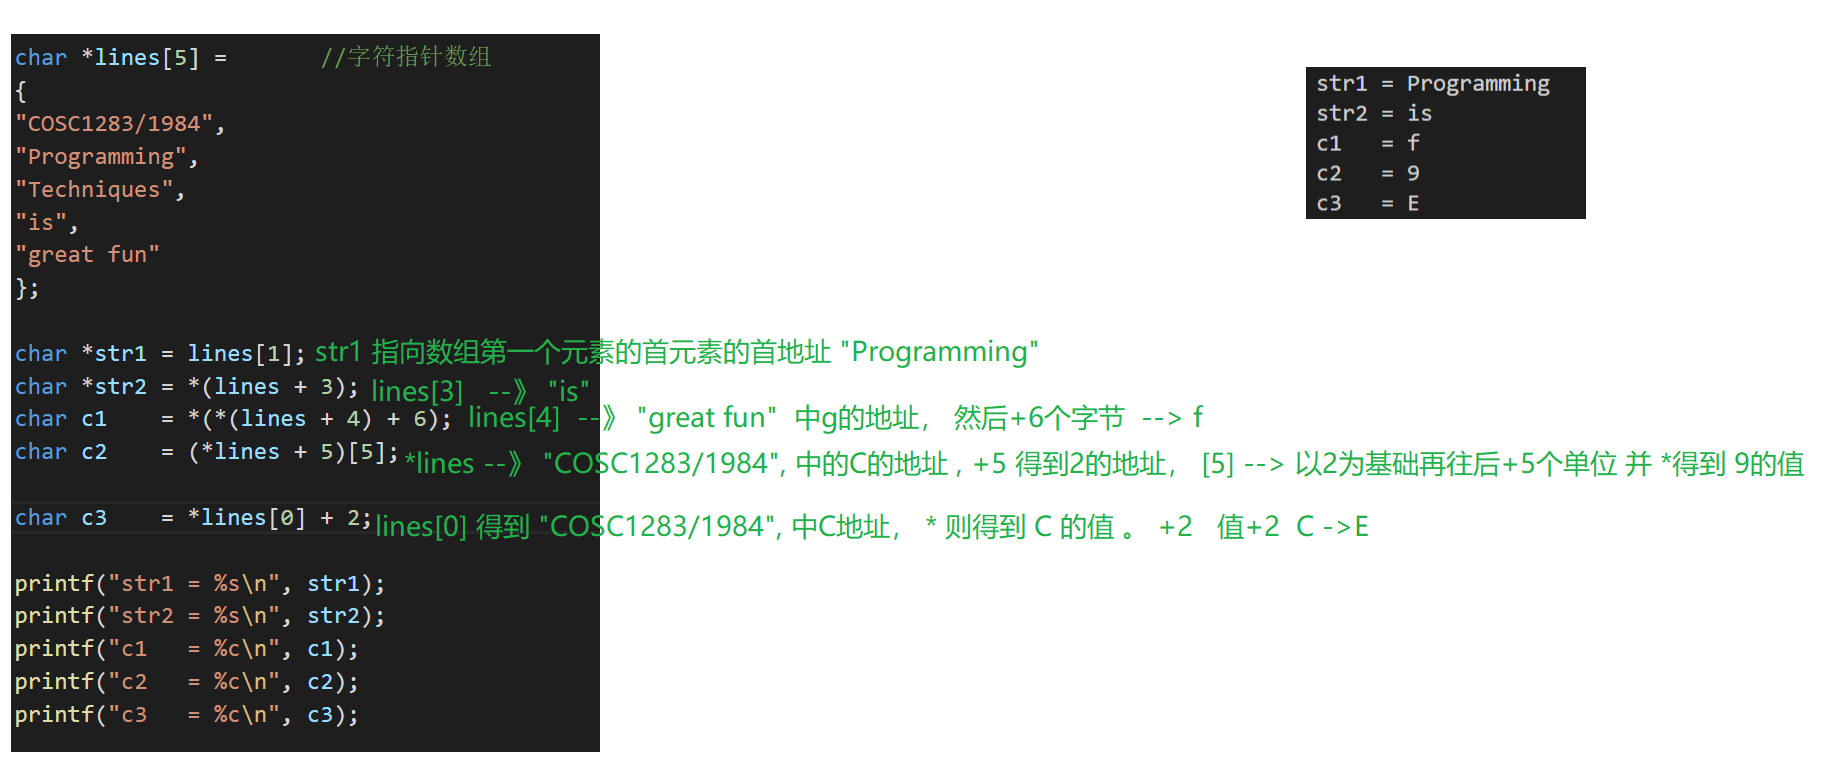 char *lines[5] =       //字符指针数组
{
"COSC1283/1984",
"Programming",
"Techniques",
"is",
"great fun"
};
char *str1 = lines[1]; str1 指向数组第一个元素的首元素的首地址 "Programming"
char *str2 = *(lines + 3); lines[3]  --》 "is"
char c1    = *(*(lines + 4) + 6); lines[4]  --》 "great fun"  中g的地址， 然后+6个字节  --> f
char c2    = (*lines + 5)[5]; *lines --》 "COSC1283/1984", 中的C的地址 , +5 得到2的地址， [5] --> 以2为基础再往后+5个单位 并 *得到 9的值
char c3    = *lines[0] + 2; lines[0] 得到 "COSC1283/1984", 中C地址， * 则得到 C 的值 。 +2   值+2  C ->E
printf("str1 = %s\n", str1);
printf("str2 = %s\n", str2);
printf("c1   = %c\n", c1);
printf("c2   = %c\n", c2);
printf("c3   = %c\n", c3);
str1 = Programming
str2 = is
c1   = f
c2   = 9
c3   = E